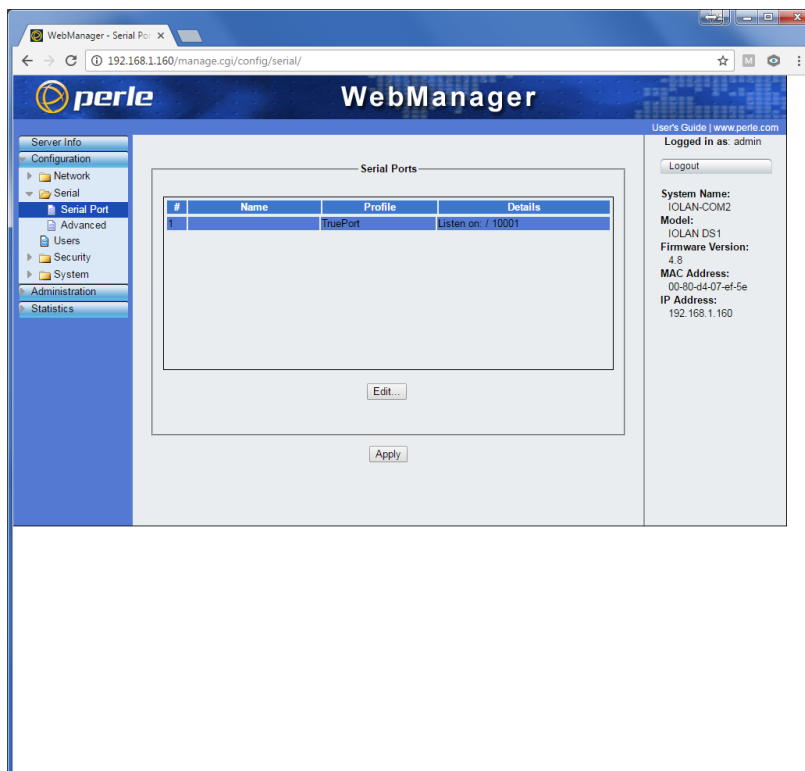 WebManager - Serial Po
192.168.1.160/manage.cgi/config/serial/
perle
WebManager
User's Guide | www.perle.com
Server Info
Configuration
Network
Serial
Serial Port
Advanced
Users
Security
System
Administration
Statistics
Serial Ports
# Name Profile Details
1 TruePort Listen on: / 10001
Edit...
Apply
Logged in as: admin
Logout
System Name:
IOLAN-COM2
Model:
IOLAN DS1
Firmware Version:
4.8
MAC Address:
00-80-d4-07-ef-5e
IP Address:
192.168.1.160